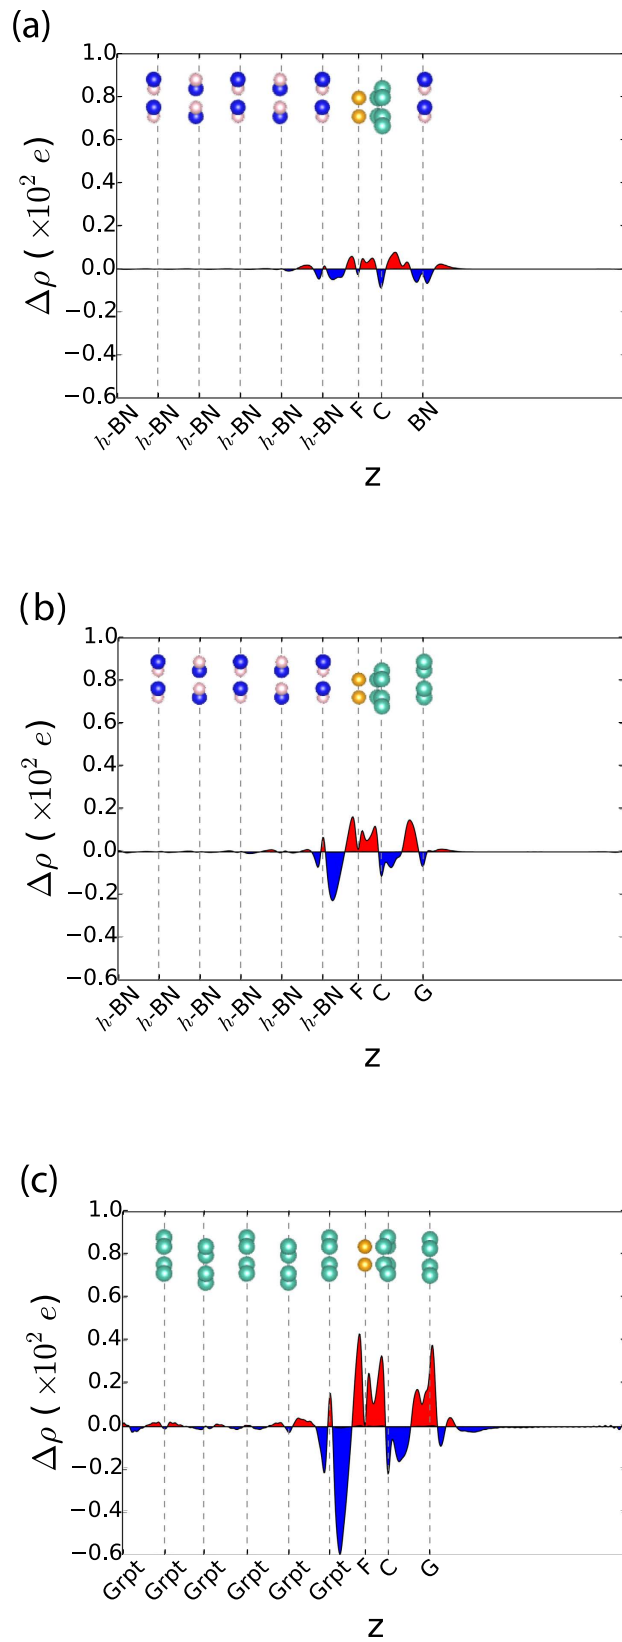 (a)
1.0
0.8
0.6
0.4
0.2
0.0
−0.2
−0.4
−0.6
Δρ ( ×10² e)
h-BN h-BN h-BN h-BN h-BN h-BN F C BN
z
(b)
1.0
0.8
0.6
0.4
0.2
0.0
−0.2
−0.4
−0.6
Δρ ( ×10² e)
h-BN h-BN h-BN h-BN h-BN h-BN F C G
z
(c)
1.0
0.8
0.6
0.4
0.2
0.0
−0.2
−0.4
−0.6
Δρ ( ×10² e)
Grpt Grpt Grpt Grpt Grpt Grpt F C G
z